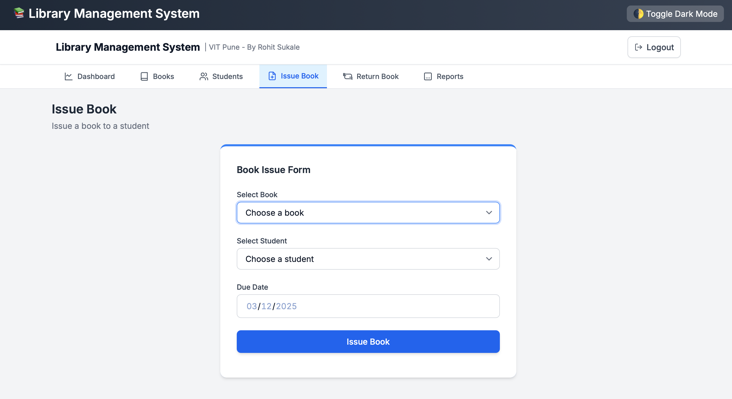 📚 Library Management System
🌓 Toggle Dark Mode
Library Management System | VIT Pune - By Rohit Sukale
Logout
Dashboard
Books
Students
Issue Book
Return Book
Reports
Issue Book
Issue a book to a student
Book Issue Form
Select Book
Choose a book
Select Student
Choose a student
Due Date
03/12/2025
Issue Book